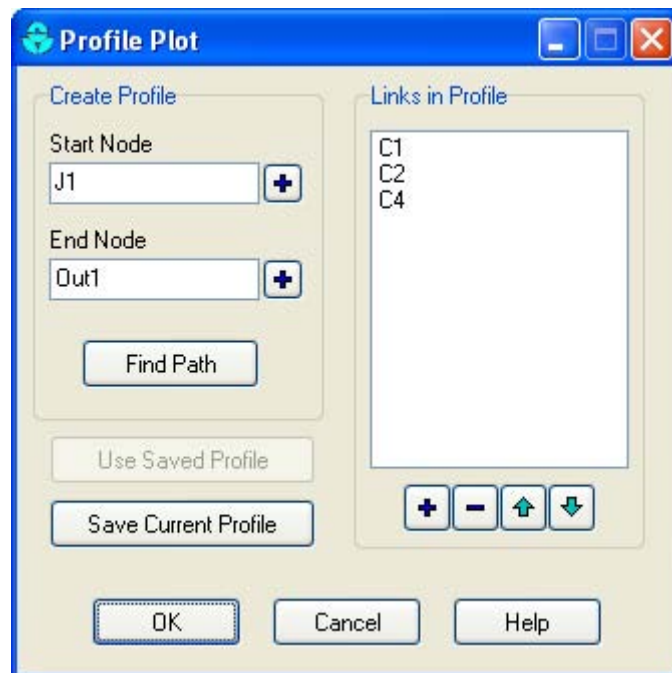 Profile Plot
Create Profile
Start Node
J1
End Node
Out1
Find Path
Use Saved Profile
Save Current Profile
Links in Profile
C1
C2
C4
OK
Cancel
Help